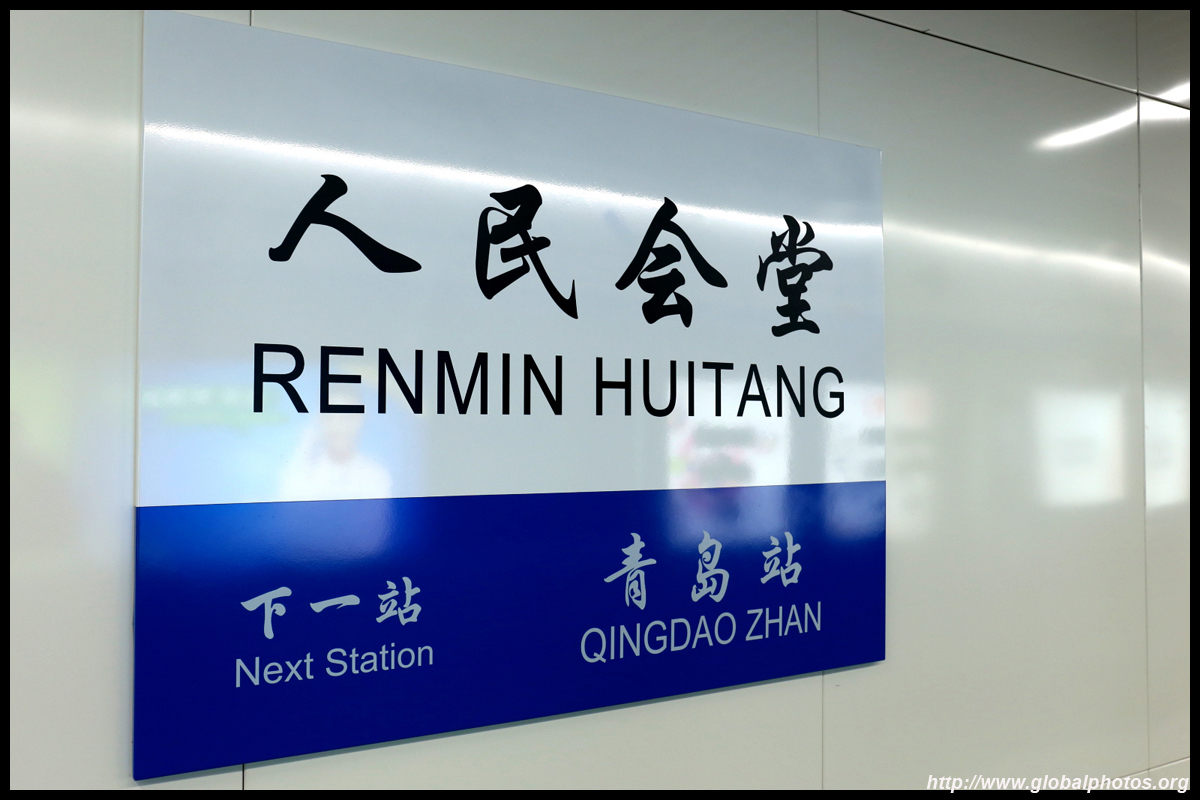 人民会堂
RENMIN HUITANG
下一站
Next Station
青岛站
QINGDAO ZHAN
http://www.globalphotos.org